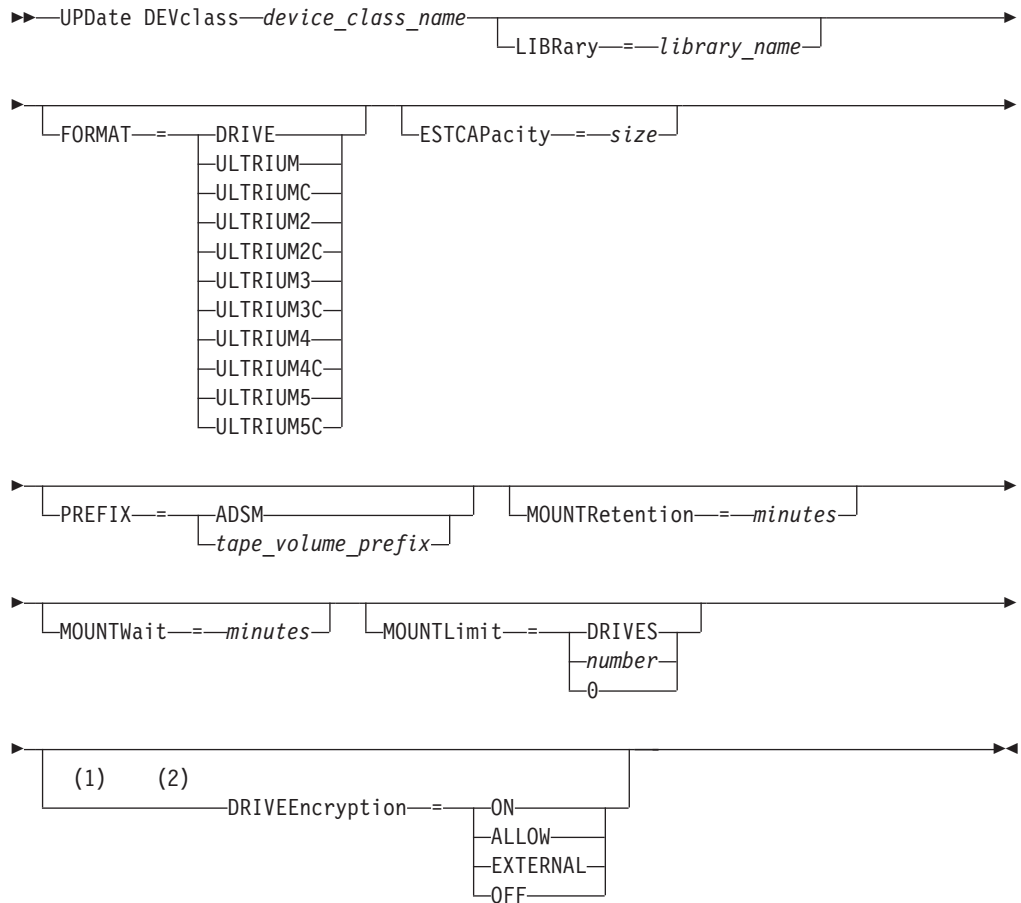 UPDate DEVclass device_class_name
LIBRary = library_name
FORMAT = DRIVE
ULTRIUM
ULTRIUMC
ULTRIUM2
ULTRIUM2C
ULTRIUM3
ULTRIUM3C
ULTRIUM4
ULTRIUM4C
ULTRIUM5
ULTRIUM5C
ESTCAPacity = size
PREFIX = ADSM
tape_volume_prefix
MOUNTRetention = minutes
MOUNTWait = minutes
MOUNTLimit = DRIVES
number
0
(1) (2)
DRIVEEncryption = ON
ALLOW
EXTERNAL
OFF